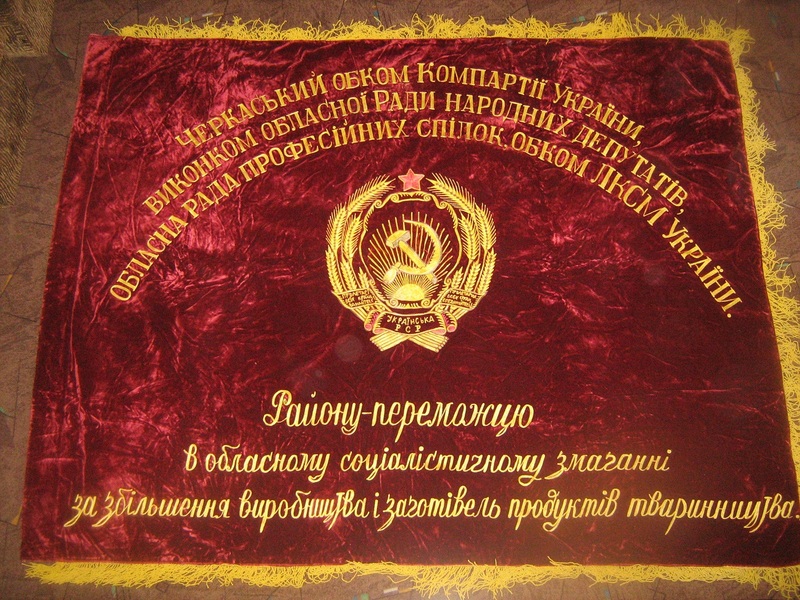 Черкаський обком Компартії України,
виконком обласної Ради народних депутатів,
обласна рада професійних спілок, обком ЛКСМ України.
УКРАЇНСЬКА
РСР
Району-переможцю
в обласному соціалістичному змаганні
за збільшення виробництва і заготівель продуктів тваринництва.